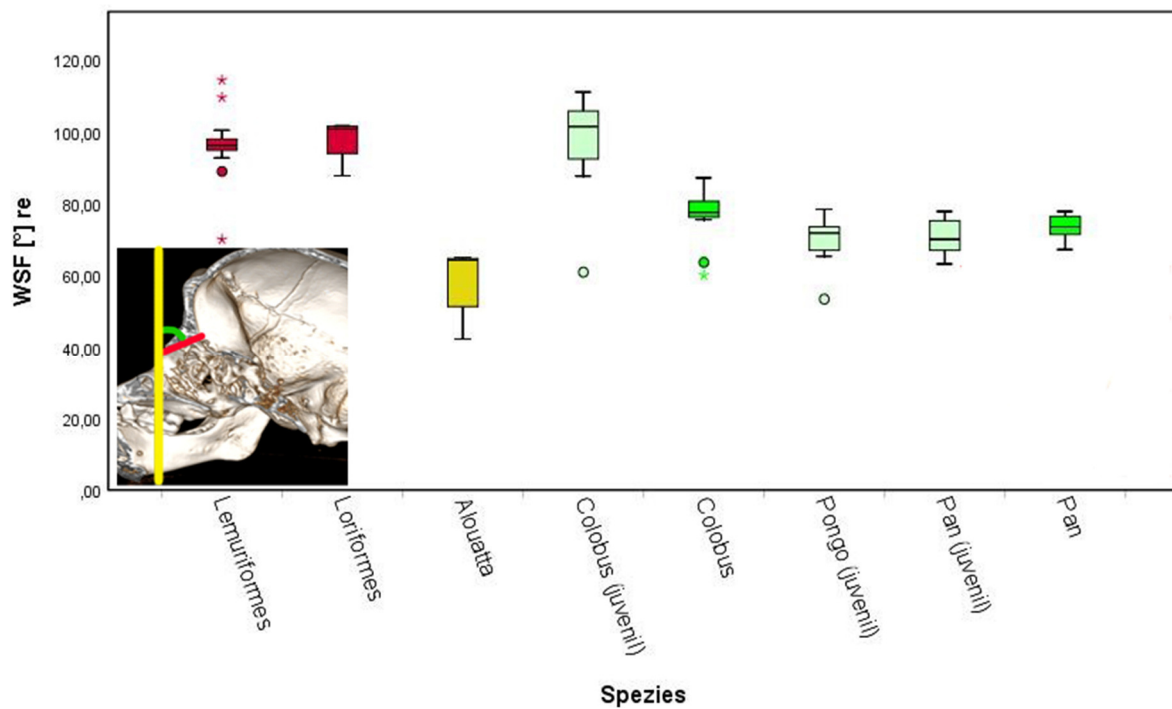 WSF [°] re
120,00
100,00
80,00
60,00
40,00
20,00
,00
Lemuriformes
Loriformes
Alouatta
Colobus (juvenil)
Colobus
Pongo (juvenil)
Pan (juvenil)
Pan
Spezies